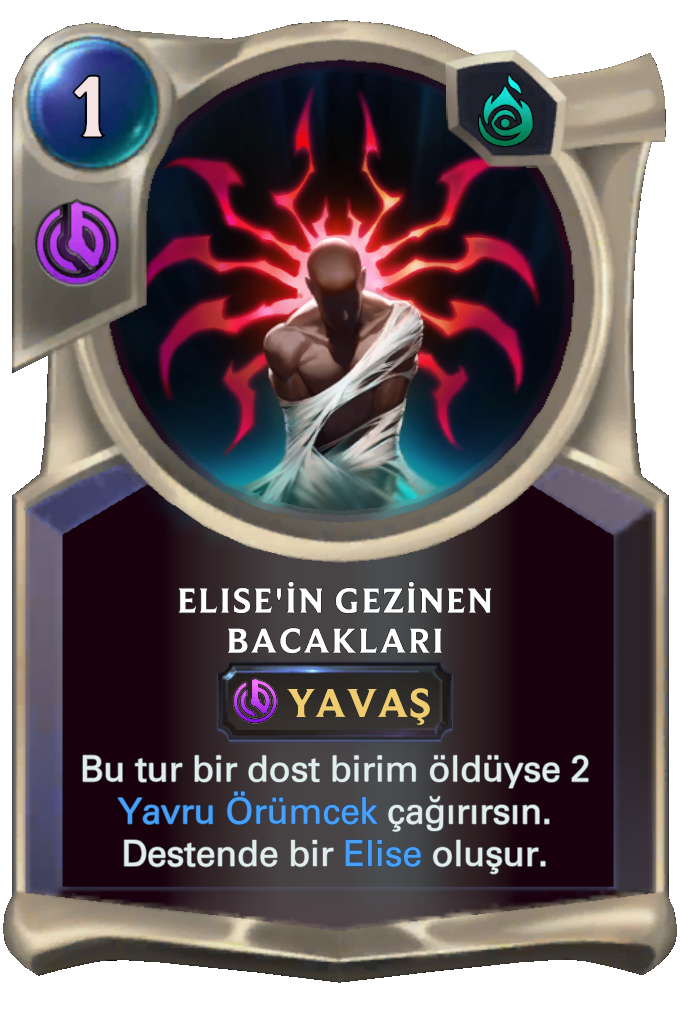 1
ELISE'İN GEZİNEN
BACAKLARI
YAVAŞ
Bu tur bir dost birim öldüyse 2
Yavru Örümcek çağırırsın.
Destende bir Elise oluşur.